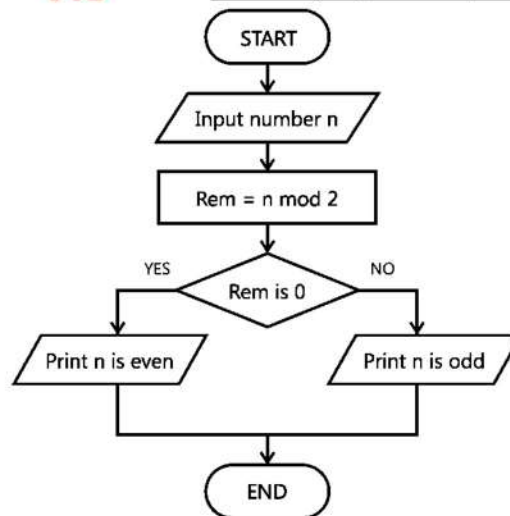 START
Input number n
Rem = n mod 2
YES
NO
Rem is 0
Print n is even
Print n is odd
END